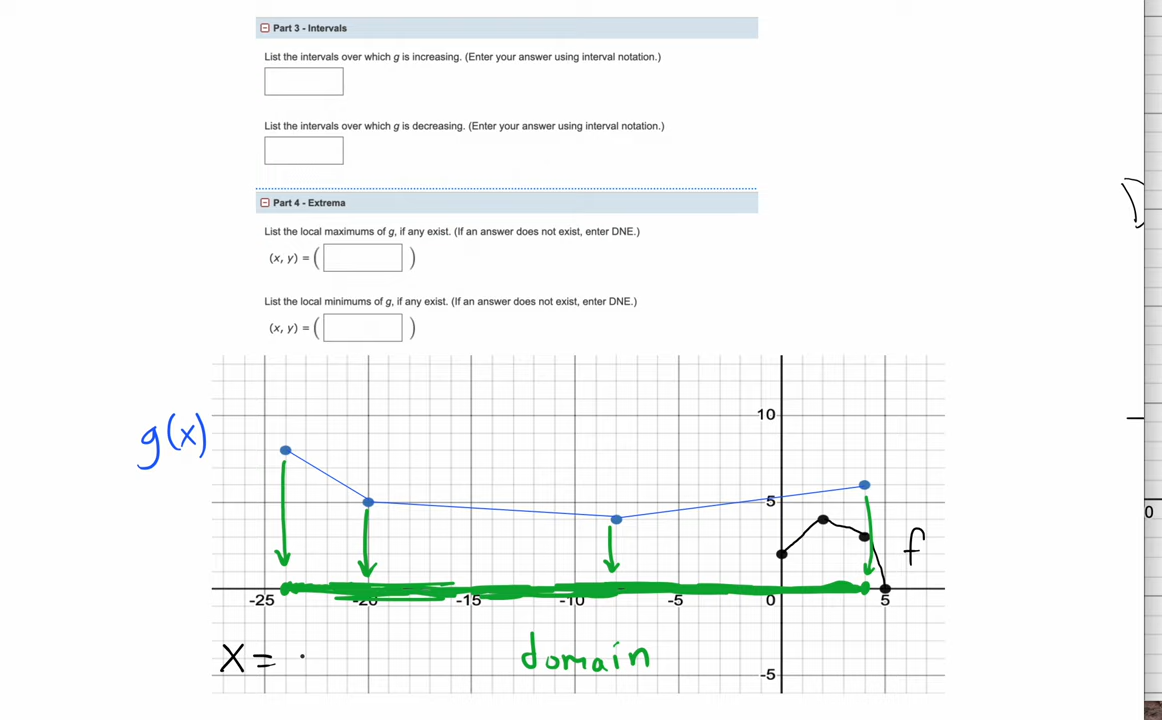 Part 3 - Intervals
List the intervals over which g is increasing. (Enter your answer using interval notation.)
List the intervals over which g is decreasing. (Enter your answer using interval notation.)
Part 4 - Extrema
List the local maximums of g, if any exist. (If an answer does not exist, enter DNE.)
(x, y) = ( )
List the local minimums of g, if any exist. (If an answer does not exist, enter DNE.)
(x, y) = ( )
10
g(x)
5
0
f
-25 -20 -15 -10 -5 0 5
X = domain
-5